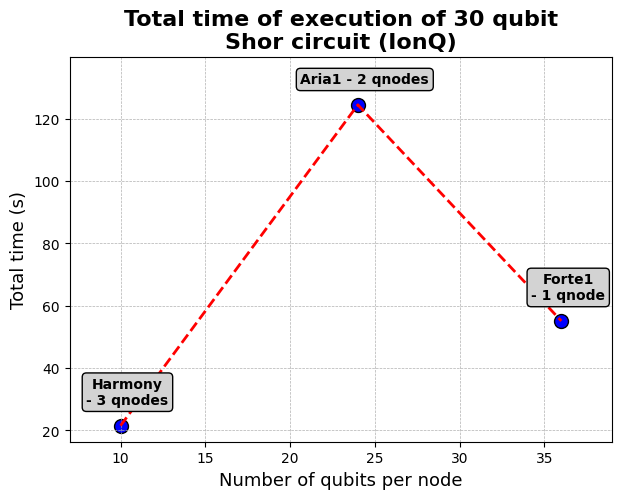 Total time of execution of 30 qubit
Shor circuit (IonQ)
Aria1 - 2 qnodes
Forte1
- 1 qnode
Harmony
- 3 qnodes
Total time (s)
120
100
80
60
40
20
10
15
20
25
30
35
Number of qubits per node